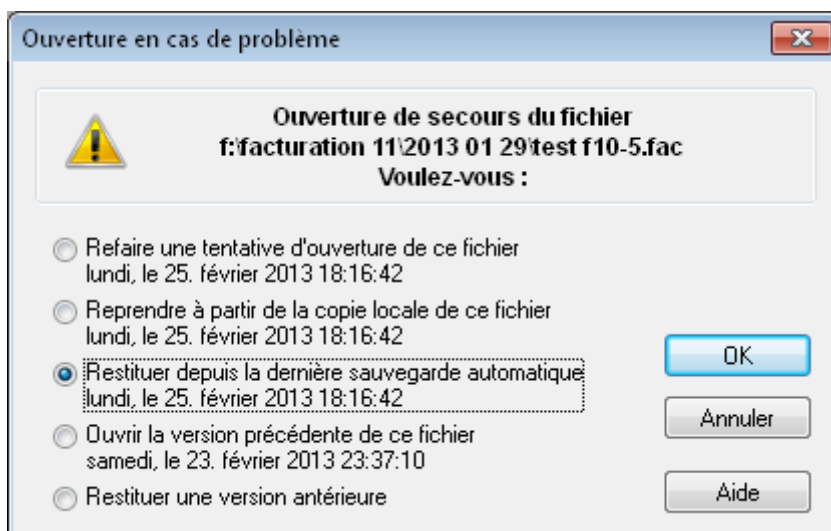 Ouverture en cas de problème
Ouverture de secours du fichier
f:\facturation 11\2013 01 29\test f10-5.fac
Voulez-vous :
Refaire une tentative d'ouverture de ce fichier
lundi, le 25. février 2013 18:16:42
Reprendre à partir de la copie locale de ce fichier
lundi, le 25. février 2013 18:16:42
Restituer depuis la dernière sauvegarde automatique
lundi, le 25. février 2013 18:16:42
Ouvrir la version précédente de ce fichier
samedi, le 23. février 2013 23:37:10
Restituer une version antérieure
OK
Annuler
Aide